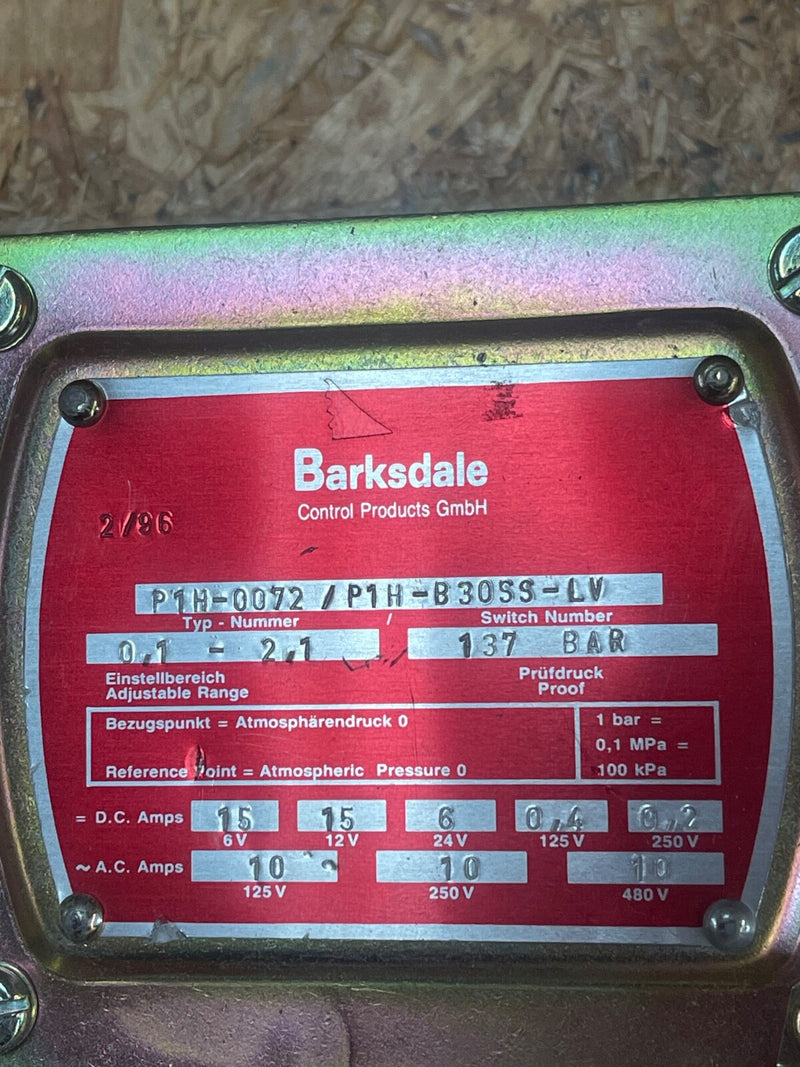 Barksdale
Control Products GmbH
2/96
P1H-0072 / P1H-B30SS-LV
Typ - Nummer / Switch Number
0,1 - 2,1 137 BAR
Einstellbereich Prüfdruck
Adjustable Range Proof
Bezugspunkt = Atmosphärendruck 0 1 bar =
0,1 MPa =
Reference Point = Atmospheric Pressure 0 100 kPa
= D.C. Amps 15 15 6 0,4 0,2
6V 12V 24V 125V 250V
~ A.C. Amps 10 10 10
125V 250V 480V